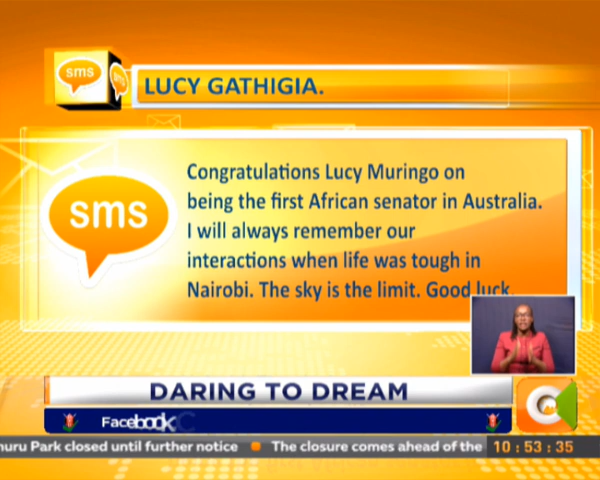 sms
LUCY GATHIGIA.
Congratulations Lucy Muringo on
being the first African senator in Australia.
I will always remember our
interactions when life was tough in
Nairobi. The sky is the limit. Good luck.
sms
DARING TO DREAM
Facebook
huru Park closed until further notice
The closure comes ahead of the
10:53:35